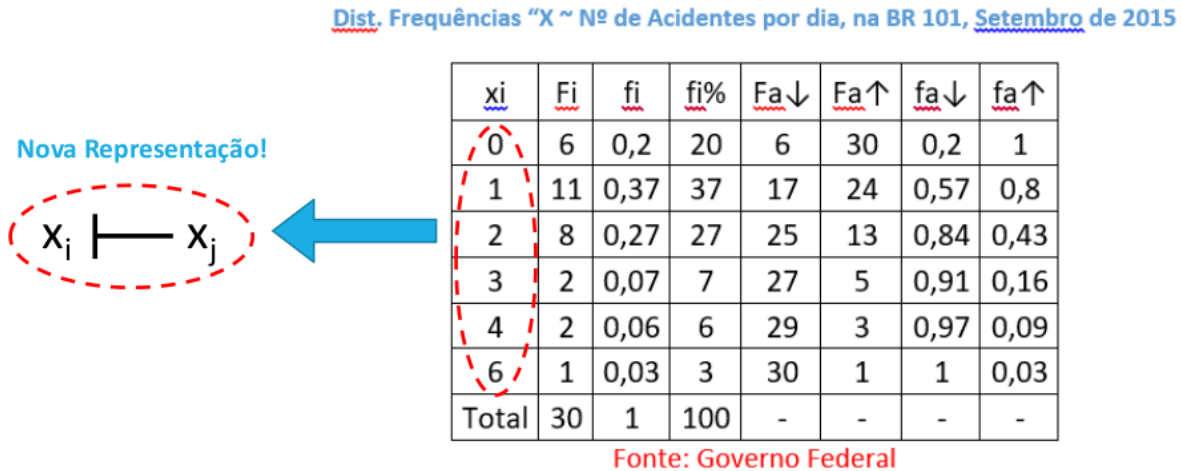 Dist. Frequências “X ~ Nº de Acidentes por dia, na BR 101, Setembro de 2015
Nova Representação!
xi |— xj
xi Fi fi fi% Fa↓ Fa↑ fa↓ fa↑
0 6 0,2 20 6 30 0,2 1
1 11 0,37 37 17 24 0,57 0,8
2 8 0,27 27 25 13 0,84 0,43
3 2 0,07 7 27 5 0,91 0,16
4 2 0,06 6 29 3 0,97 0,09
6 1 0,03 3 30 1 1 0,03
Total 30 1 100 - - - -
Fonte: Governo Federal